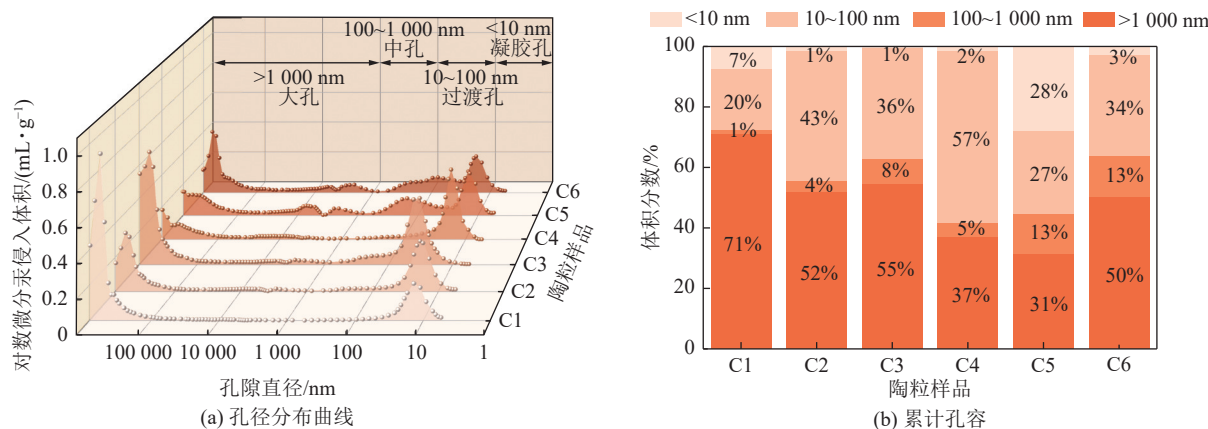 100~1 000 nm
中孔
<10 nm
凝胶孔
>1 000 nm
大孔
10~100 nm
过渡孔
对数微分汞侵入体积/(mL·g⁻¹)
1.0
0.8
0.6
0.4
0.2
0
C6
C5
C4
C3
C2
C1
陶粒样品
100 000
10 000
1 000
100
10
1
孔隙直径/nm
(a) 孔径分布曲线
<10 nm
10~100 nm
100~1 000 nm
>1 000 nm
体积分数/%
100
80
60
40
20
0
7%
20%
1%
71%
1%
43%
4%
52%
1%
36%
8%
55%
2%
57%
5%
37%
28%
27%
13%
31%
3%
34%
13%
50%
C1
C2
C3
C4
C5
C6
陶粒样品
(b) 累计孔容